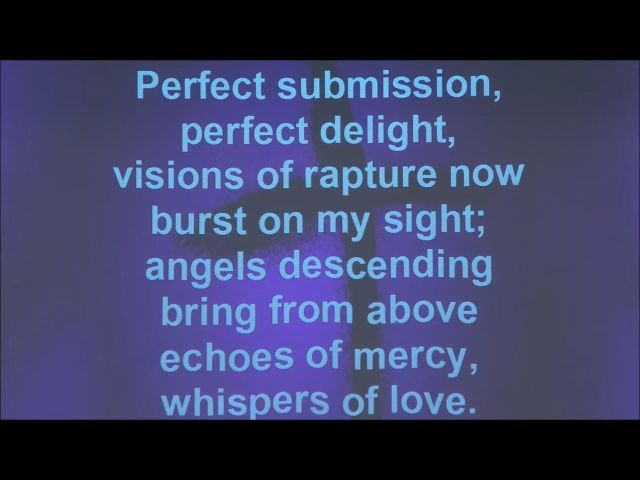 Perfect submission,
perfect delight,
visions of rapture now
burst on my sight;
angels descending
bring from above
echoes of mercy,
whispers of love.